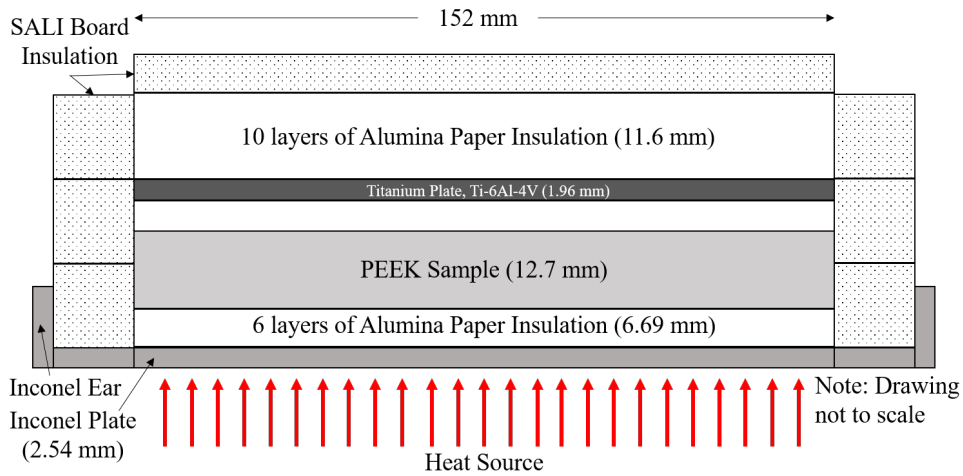 152 mm
SALI Board
Insulation
10 layers of Alumina Paper Insulation (11.6 mm)
Titanium Plate, Ti-6Al-4V (1.96 mm)
PEEK Sample (12.7 mm)
6 layers of Alumina Paper Insulation (6.69 mm)
Inconel Ear
Inconel Plate
(2.54 mm)
Note: Drawing
not to scale
Heat Source